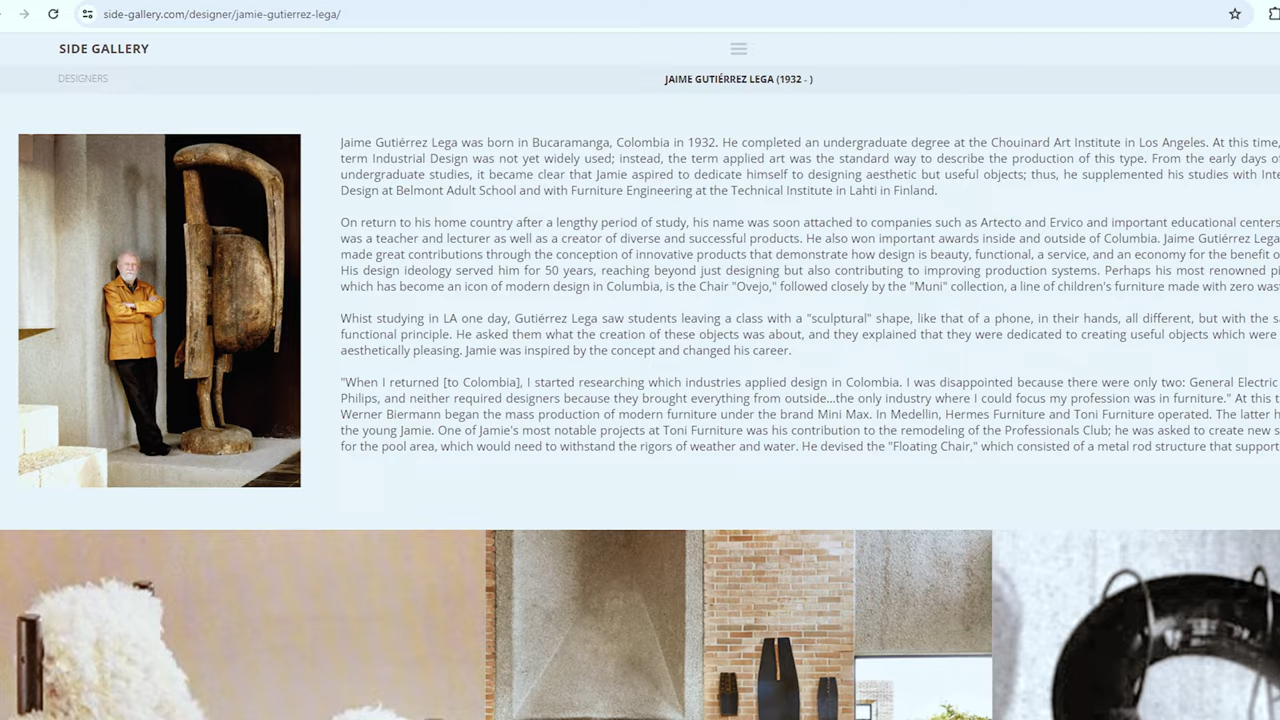 side-gallery.com/designer/jamie-gutierrez-lega/
SIDE GALLERY
DESIGNERS
JAIME GUTIÉRREZ LEGA (1932 - )
Jaime Gutiérrez Lega was born in Bucaramanga, Colombia in 1932. He completed an undergraduate degree at the Chouinard Art Institute in Los Angeles. At this time,
term Industrial Design was not yet widely used; instead, the term applied art was the standard way to describe the production of this type. From the early days o
undergraduate studies, it became clear that Jamie aspired to dedicate himself to designing aesthetic but useful objects; thus, he supplemented his studies with Inte
Design at Belmont Adult School and with Furniture Engineering at the Technical Institute in Lahti in Finland.
On return to his home country after a lengthy period of study, his name was soon attached to companies such as Artecto and Ervico and important educational centers
was a teacher and lecturer as well as a creator of diverse and successful products. He also won important awards inside and outside of Columbia. Jaime Gutiérrez Lega
made great contributions through the conception of innovative products that demonstrate how design is beauty, functional, a service, and an economy for the benefit o
His design ideology served him for 50 years, reaching beyond just designing but also contributing to improving production systems. Perhaps his most renowned pi
which has become an icon of modern design in Columbia, is the Chair "Ovejo," followed closely by the "Muni" collection, a line of children's furniture made with zero was
Whist studying in LA one day, Gutiérrez Lega saw students leaving a class with a "sculptural" shape, like that of a phone, in their hands, all different, but with the sa
functional principle. He asked them what the creation of these objects was about, and they explained that they were dedicated to creating useful objects which were
aesthetically pleasing. Jamie was inspired by the concept and changed his career.
"When I returned [to Colombia], I started researching which industries applied design in Colombia. I was disappointed because there were only two: General Electric
Philips, and neither required designers because they brought everything from outside...the only industry where I could focus my profession was in furniture." At this t
Werner Biermann began the mass production of modern furniture under the brand Mini Max. In Medellin, Hermes Furniture and Toni Furniture operated. The latter h
the young Jamie. One of Jamie's most notable projects at Toni Furniture was his contribution to the remodeling of the Professionals Club; he was asked to create new s
for the pool area, which would need to withstand the rigors of weather and water. He devised the "Floating Chair," which consisted of a metal rod structure that support